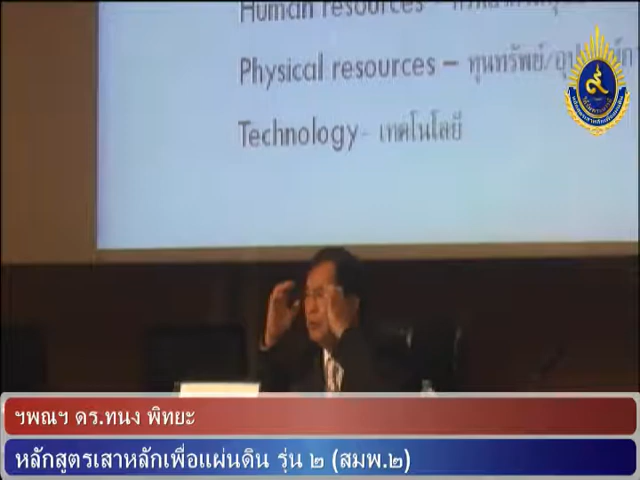 Human resources -
Physical resources – ทุนทรัพย์/
Technology- เทคโนโลยี
ฯพณฯ ดร.ทนง พิทยะ
หลักสูตรเสาหลักเพื่อแผ่นดิน รุ่น ๒ (สมพ.๒)